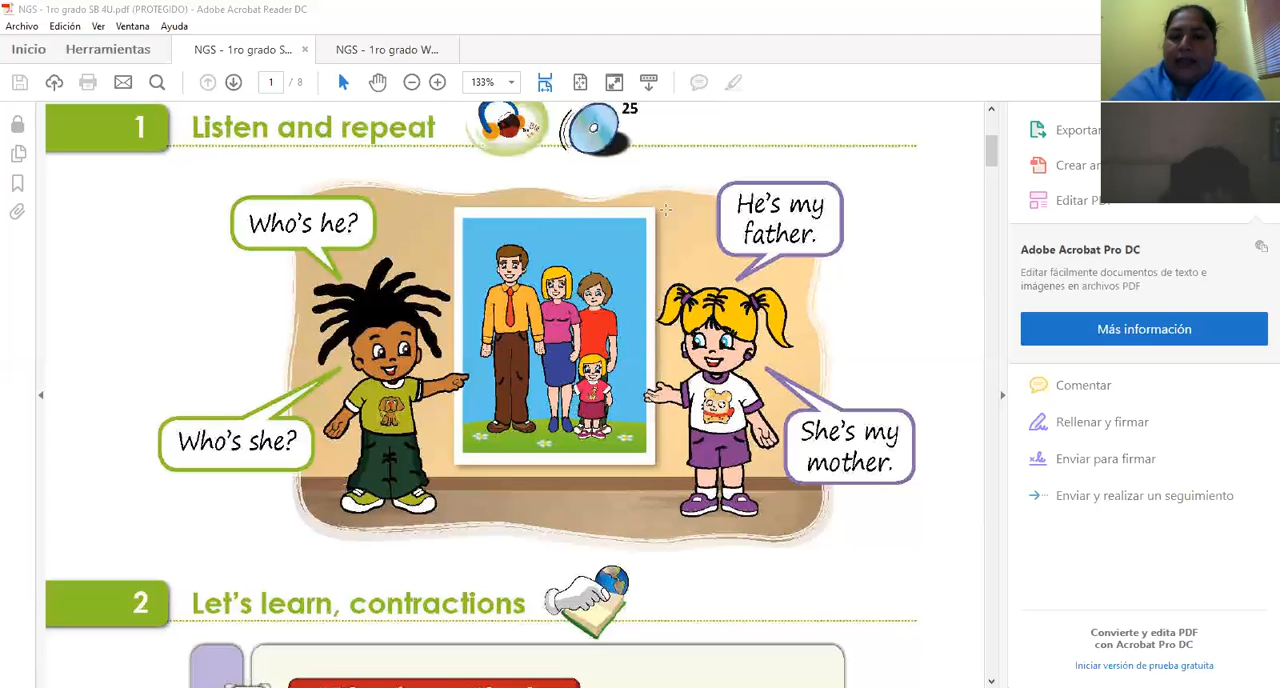 NGS - 1ro grado SB 4U.pdf (PROTEGIDO) - Adobe Acrobat Reader DC
Archivo Edición Ver Ventana Ayuda
Inicio Herramientas NGS - 1ro grado S... × NGS - 1ro grado W...
1 / 8 133%
1 Listen and repeat 25
Who's he?
He's my
father.
Who's she?
She's my
mother.
2 Let's learn, contractions
Exportar
Crear ar
Editar PD
Adobe Acrobat Pro DC
Editar fácilmente documentos de texto e
imágenes en archivos PDF
Más información
Comentar
Rellenar y firmar
Enviar para firmar
Enviar y realizar un seguimiento
Convierte y edita PDF
con Acrobat Pro DC
Iniciar versión de prueba gratuita